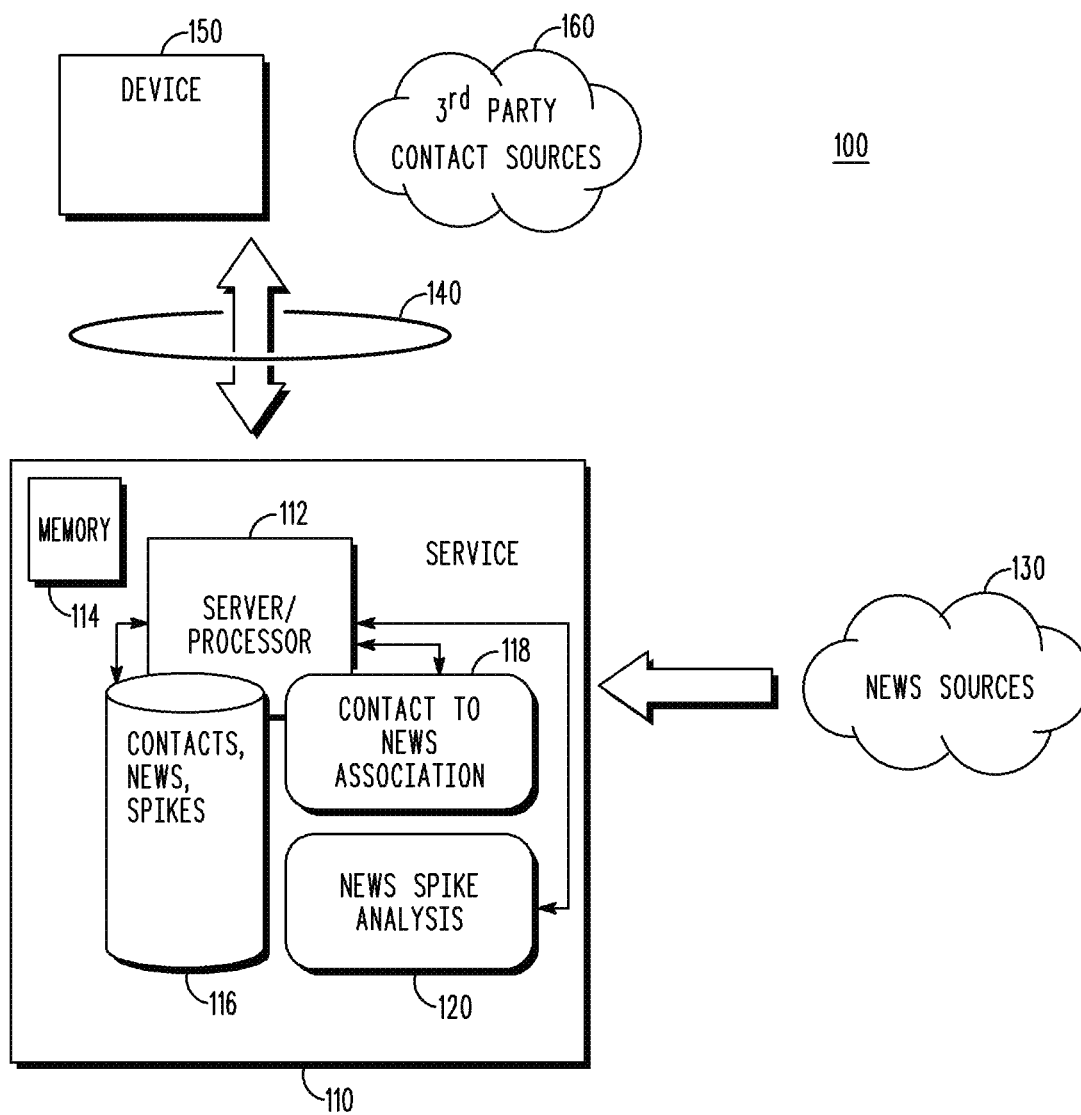 150
DEVICE
160
3rd PARTY
CONTACT SOURCES
100
140
MEMORY
114
112
SERVICE
SERVER/
PROCESSOR
118
CONTACT TO
NEWS
ASSOCIATION
CONTACTS,
NEWS,
SPIKES
130
NEWS SOURCES
NEWS SPIKE
ANALYSIS
116
120
110